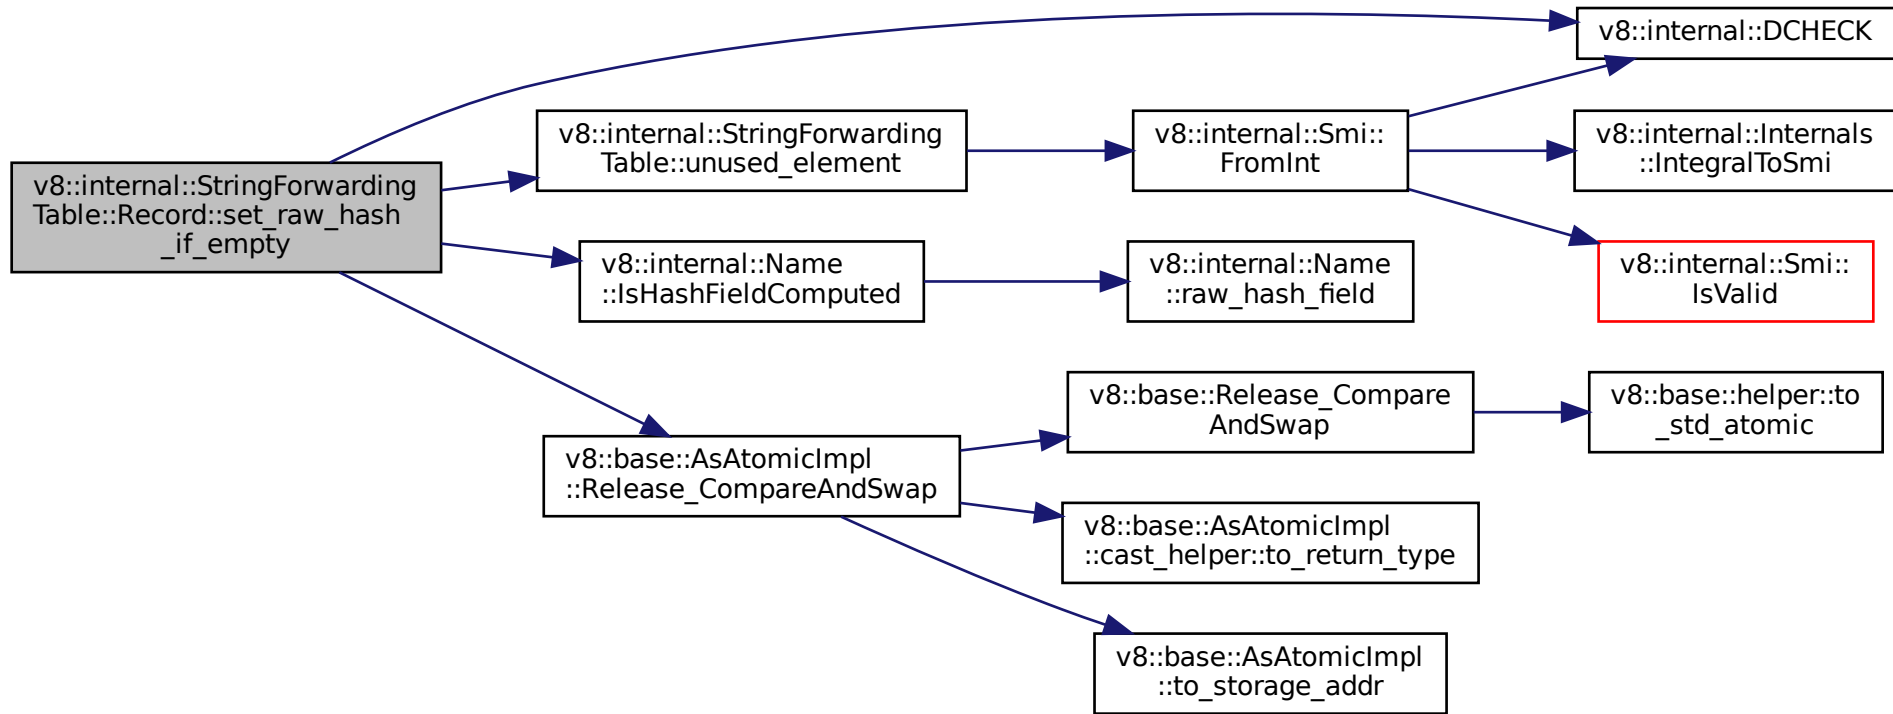 v8::internal::DCHECK
v8::internal::StringForwarding
Table::unused_element
v8::internal::Smi::
FromInt
v8::internal::Internals
::IntegralToSmi
v8::internal::StringForwarding
Table::Record::set_raw_hash
_if_empty
v8::internal::Name
::IsHashFieldComputed
v8::internal::Name
::raw_hash_field
v8::internal::Smi::
IsValid
v8::base::Release_Compare
AndSwap
v8::base::helper::to
_std_atomic
v8::base::AsAtomicImpl
::Release_CompareAndSwap
v8::base::AsAtomicImpl
::cast_helper::to_return_type
v8::base::AsAtomicImpl
::to_storage_addr